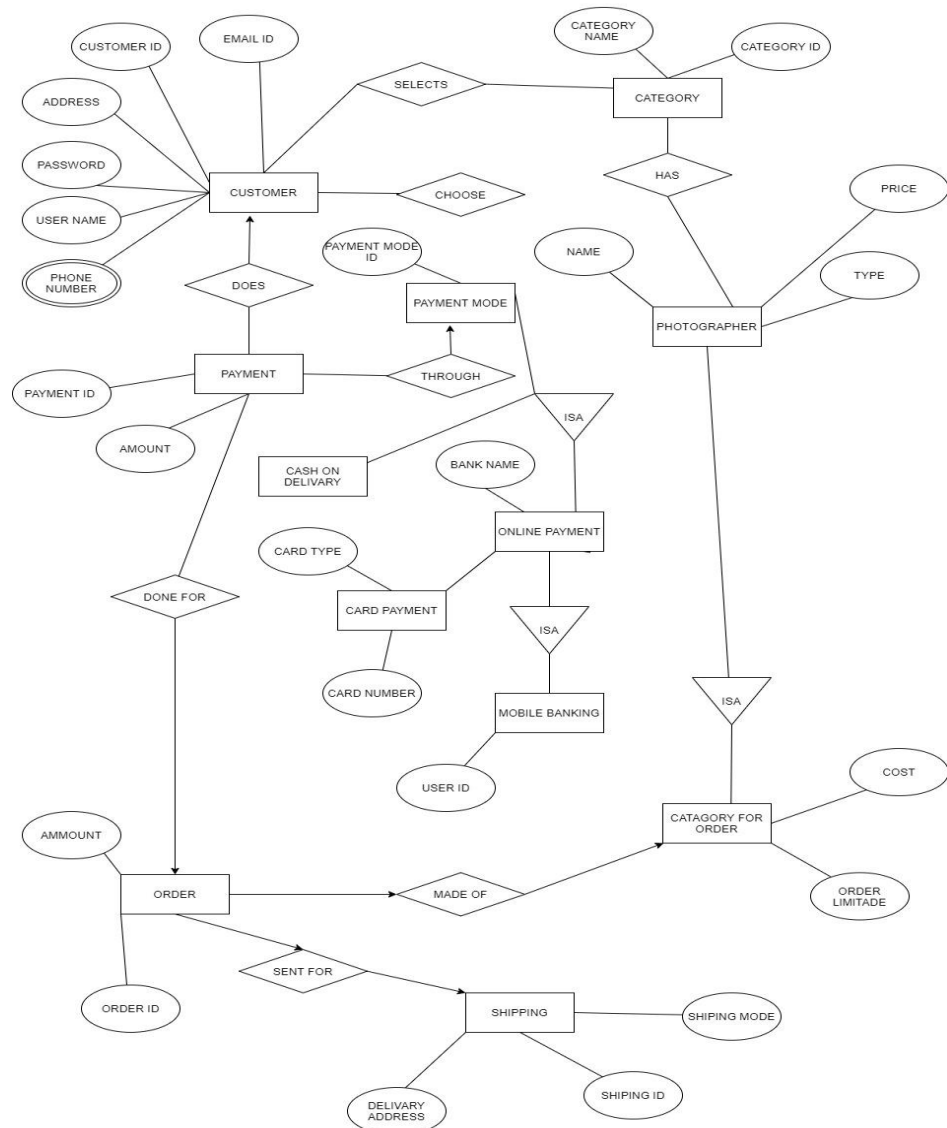 CUSTOMER ID
EMAIL ID
CATEGORY
NAME
CATEGORY ID
ADDRESS
SELECTS
CATEGORY
PASSWORD
CUSTOMER
CHOOSE
HAS
PRICE
USER NAME
PHONE
NUMBER
DOES
PAYMENT MODE
ID
NAME
TYPE
PAYMENT MODE
PHOTOGRAPHER
PAYMENT
THROUGH
PAYMENT ID
AMOUNT
ISA
CASH ON
DELIVARY
BANK NAME
ONLINE PAYMENT
CARD TYPE
DONE FOR
CARD PAYMENT
ISA
CARD NUMBER
MOBILE BANKING
ISA
USER ID
COST
CATAGORY FOR
ORDER
AMMOUNT
ORDER
MADE OF
ORDER
LIMITADE
SENT FOR
ORDER ID
SHIPPING
SHIPING MODE
DELIVARY
ADDRESS
SHIPING ID